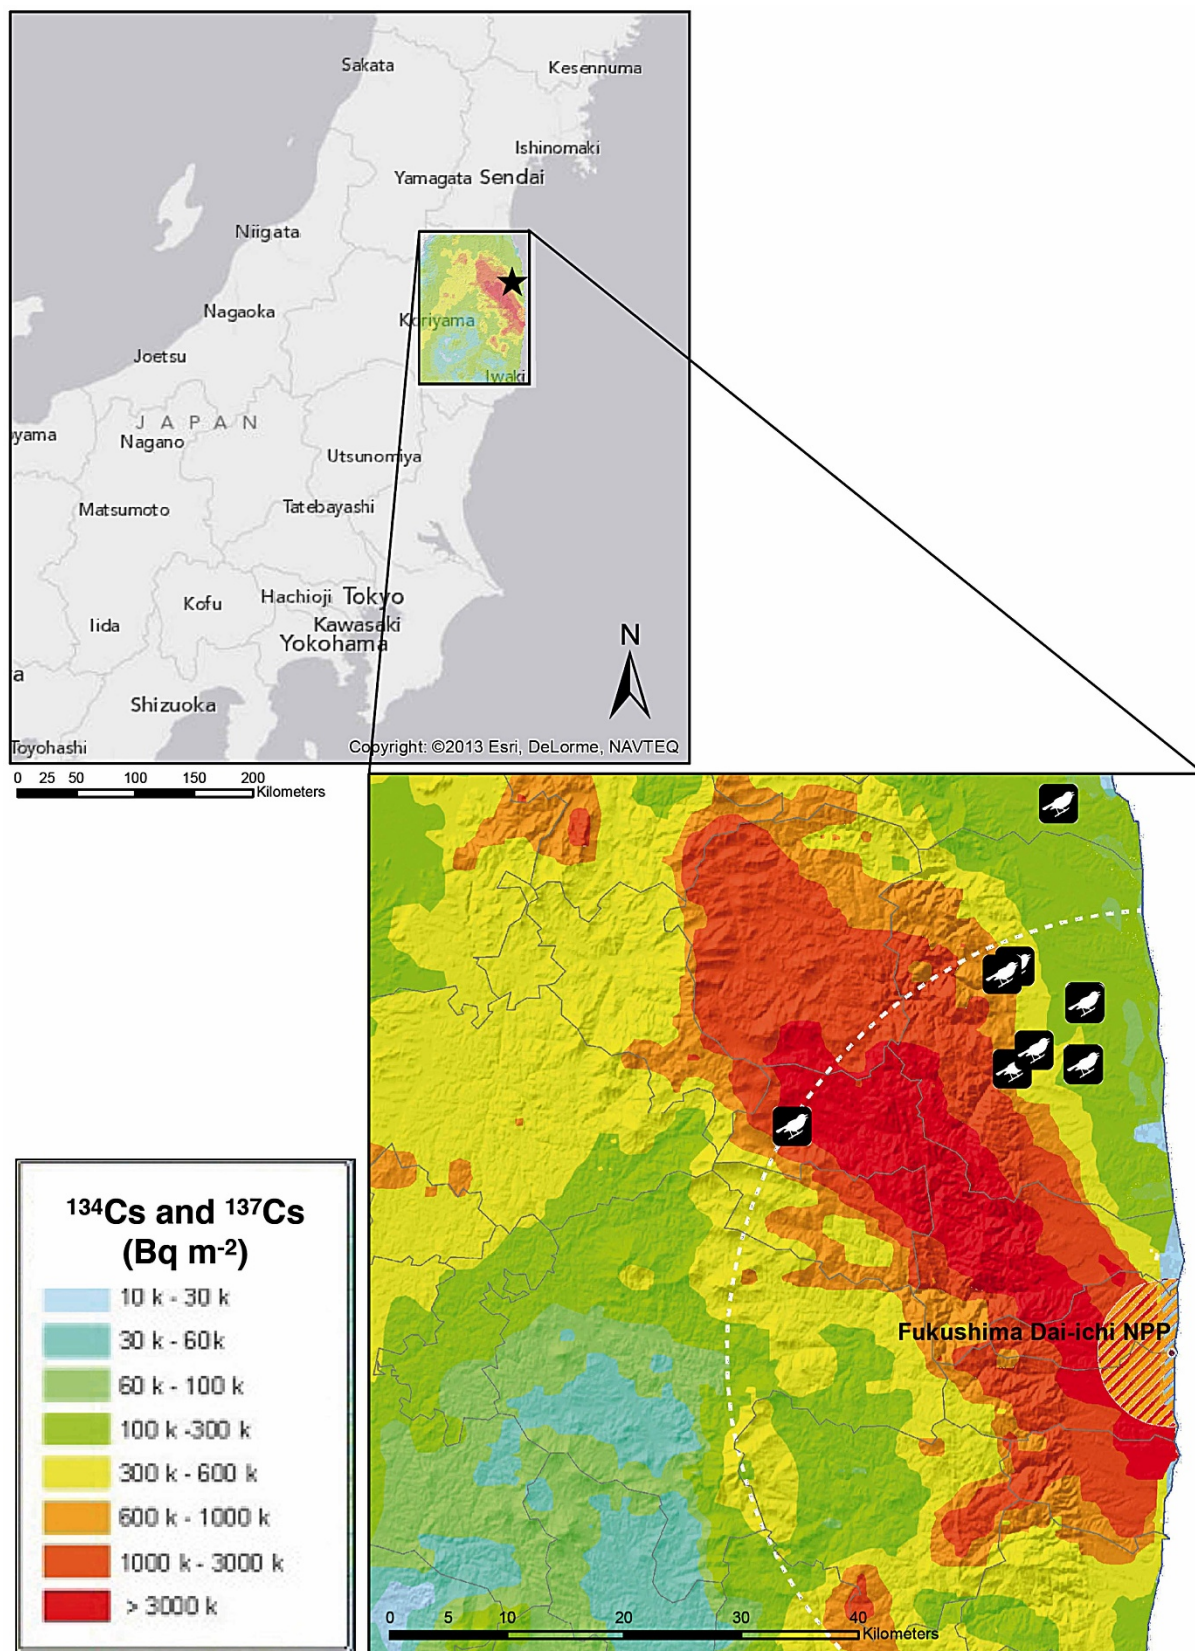 Sakata
Kesennuma
Ishinomaki
Yamagata Sendai
Niigata
Nagaoka
Koriyama
Joetsu
Iwaki
JAPAN
yama
Nagano
Utsunomiya
Matsumoto
Tatebayashi
Kofu
Hachioji Tokyo
Iida
Kawasaki
Yokohama
N
a
Shizuoka
Toyohashi
Copyright: ©2013 Esri, DeLorme, NAVTEQ
0 25 50 100 150 200
Kilometers
134Cs and 137Cs
(Bq m-2)
10 k - 30 k
30 k - 60k
60 k - 100 k
100 k -300 k
300 k - 600 k
600 k - 1000 k
1000 k - 3000 k
> 3000 k
Fukushima Dai-ichi NPP
0 5 10 20 30 40
Kilometers